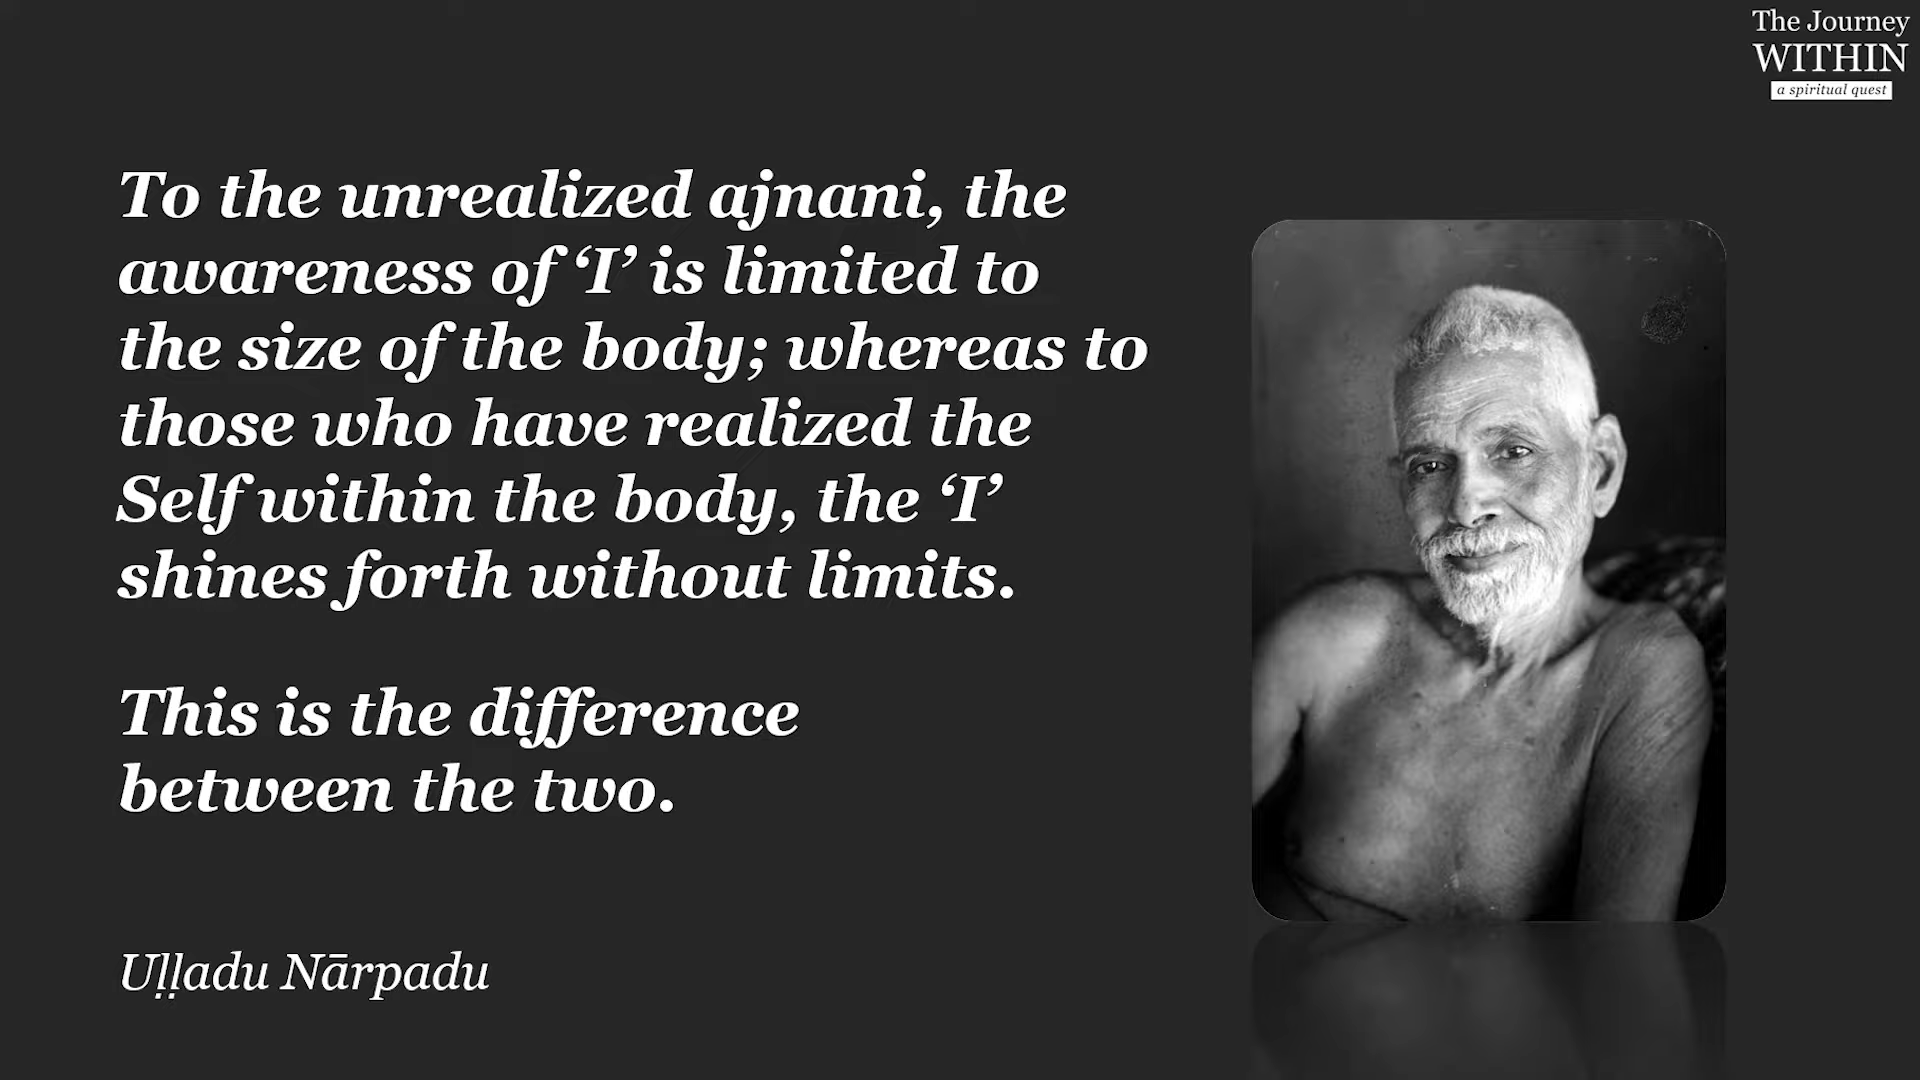 The Journey
WITHIN
a spiritual quest
To the unrealized ajnani, the
awareness of ‘I’ is limited to
the size of the body; whereas to
those who have realized the
Self within the body, the ‘I’
shines forth without limits.
This is the difference
between the two.
Uḷḷadu Nārpadu